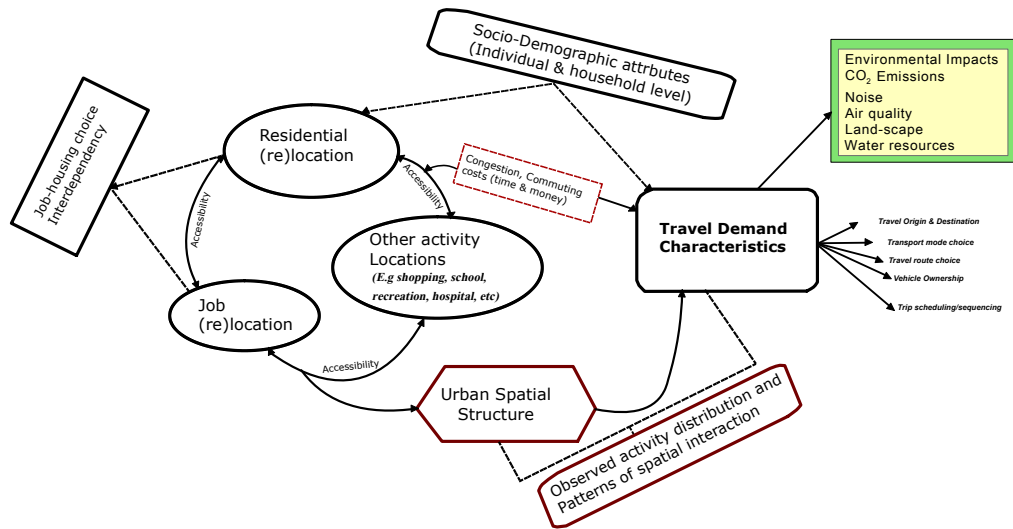 Socio-Demographic attrbutes
(Individual & household level)
Environmental Impacts
CO₂ Emissions
Noise
Air quality
Land-scape
Water resources
Job-housing choice
Interdependency
Residential
(re)location
Accessibility
Accessibility
Congestion, Commuting
costs (time & money)
Other activity
Locations
(E.g shopping, school,
recreation, hospital, etc)
Travel Demand
Characteristics
Travel Origin & Destination
Transport mode choice
Travel route choice
Vehicle Ownership
Trip scheduling/sequencing
Job
(re)location
Accessibility
Urban Spatial
Structure
Observed activity distribution and
Patterns of spatial interaction